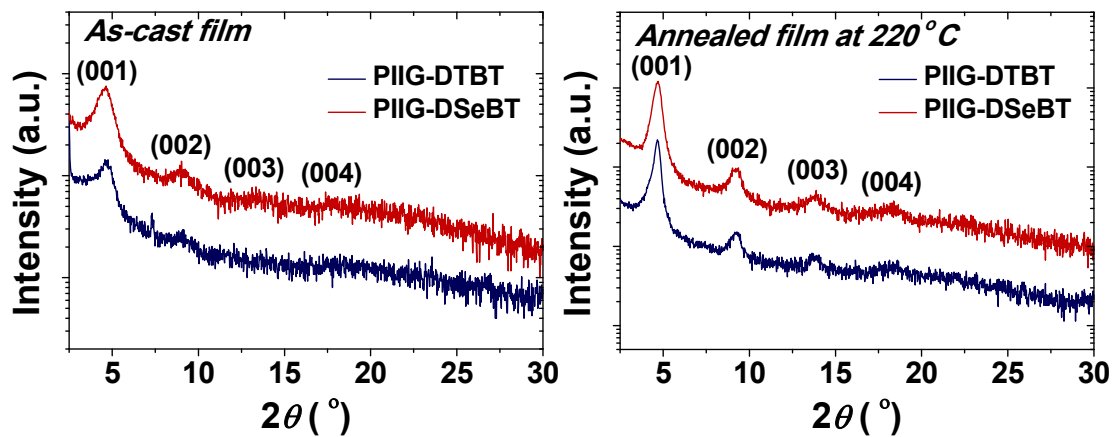 As-cast film
(001)
PIIG-DTBT
PIIG-DSeBT
(002)
(003)
(004)
Intensity (a.u.)
5
10
15
20
25
30
2θ ( °)
Annealed film at 220°C
(001)
PIIG-DTBT
PIIG-DSeBT
(002)
(003)
(004)
Intensity (a.u.)
5
10
15
20
25
30
2θ ( °)